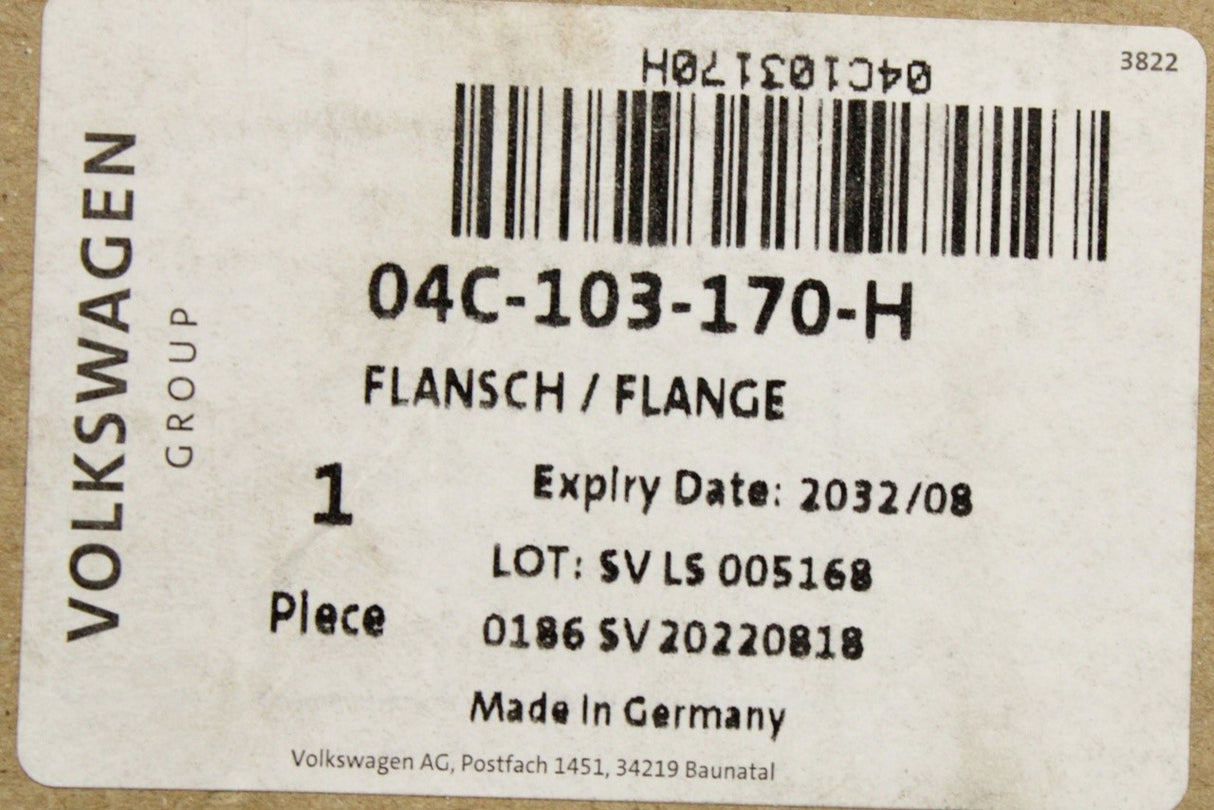 3822
04C103170H
04C-103-170-H
FLANSCH / FLANGE
1
Piece
Expiry Date: 2032/08
LOT: SV LS 005168
0186 SV 20220818
Made in Germany
Volkswagen AG, Postfach 1451, 34219 Baunatal
VOLKSWAGEN
GROUP